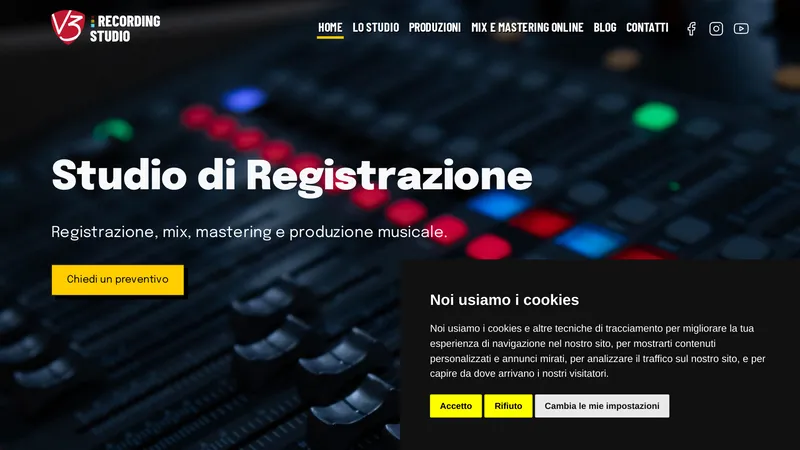 V3 RECORDING
STUDIO
HOME LO STUDIO PRODUZIONI MIX E MASTERING ONLINE BLOG CONTATTI
Studio di Registrazione
Registrazione, mix, mastering e produzione musicale.
Chiedi un preventivo
Noi usiamo i cookies
Noi usiamo i cookies e altre tecniche di tracciamento per migliorare la tua
esperienza di navigazione nel nostro sito, per mostrarti contenuti
personalizzati e annunci mirati, per analizzare il traffico sul nostro sito, e per
capire da dove arrivano i nostri visitatori.
Accetto Rifiuto Cambia le mie impostazioni